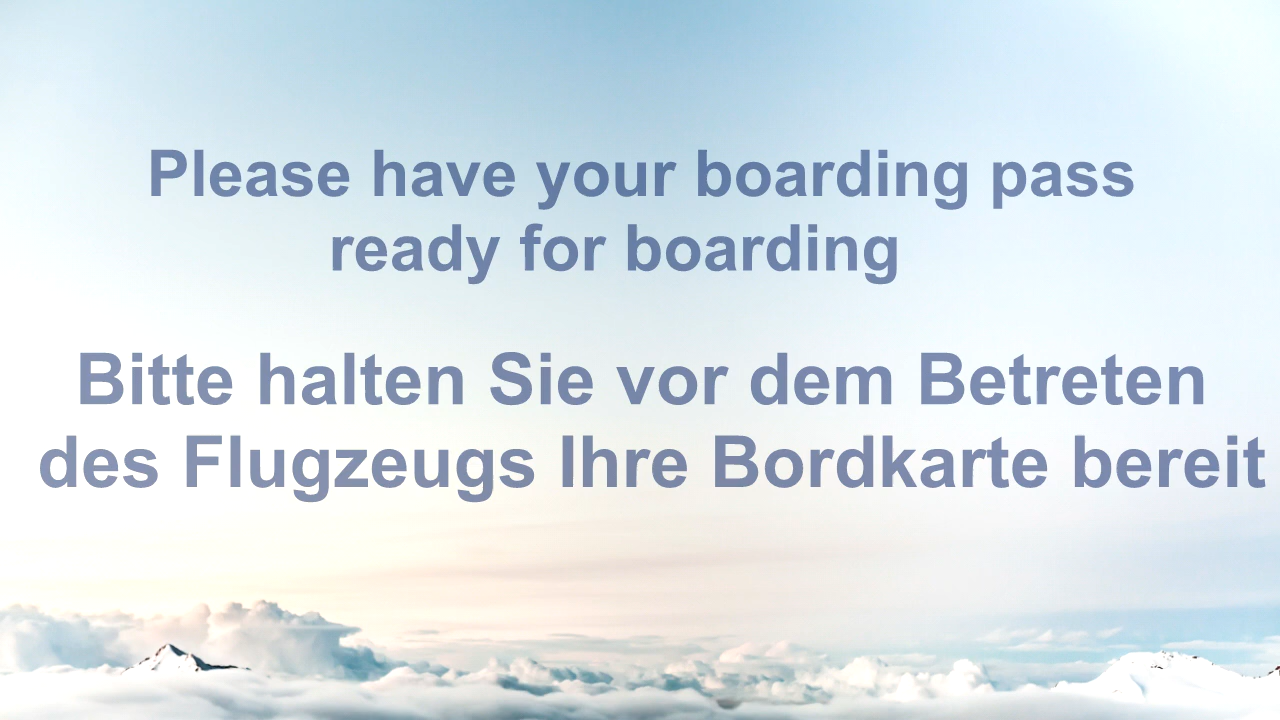 Please have your boarding pass
ready for boarding
Bitte halten Sie vor dem Betreten
des Flugzeugs Ihre Bordkarte bereit